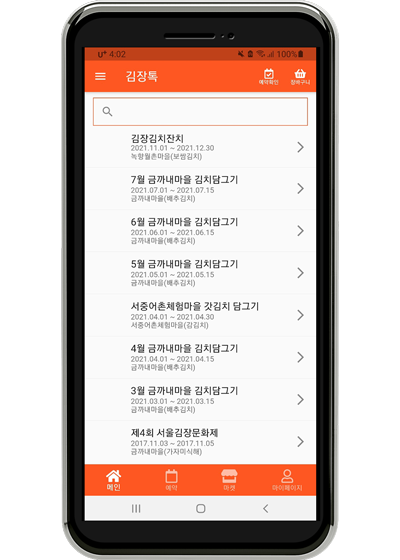 U+ 4:02 100%
김장톡
예약확인 장바구니
김장김치잔치
2021.11.01 ~ 2021.12.30
녹향월촌마을(보쌈김치)
7월 금까내마을 김치담그기
2021.07.01 ~ 2021.07.15
금까내마을(배추김치)
6월 금까내마을 김치담그기
2021.06.01 ~ 2021.06.15
금까내마을(배추김치)
5월 금까내마을 김치담그기
2021.05.01 ~ 2021.05.15
금까내마을(배추김치)
서중어촌체험마을 갓김치 담그기
2021.04.01 ~ 2021.04.30
서중어촌체험마을(갓김치)
4월 금까내마을 김치담그기
2021.04.01 ~ 2021.04.15
금까내마을(배추김치)
3월 금까내마을 김치담그기
2021.03.01 ~ 2021.03.15
금까내마을(배추김치)
제4회 서울김장문화제
2017.11.03 ~ 2017.11.05
금까내마을(가자미식해)
메인 예약 마켓 마이페이지